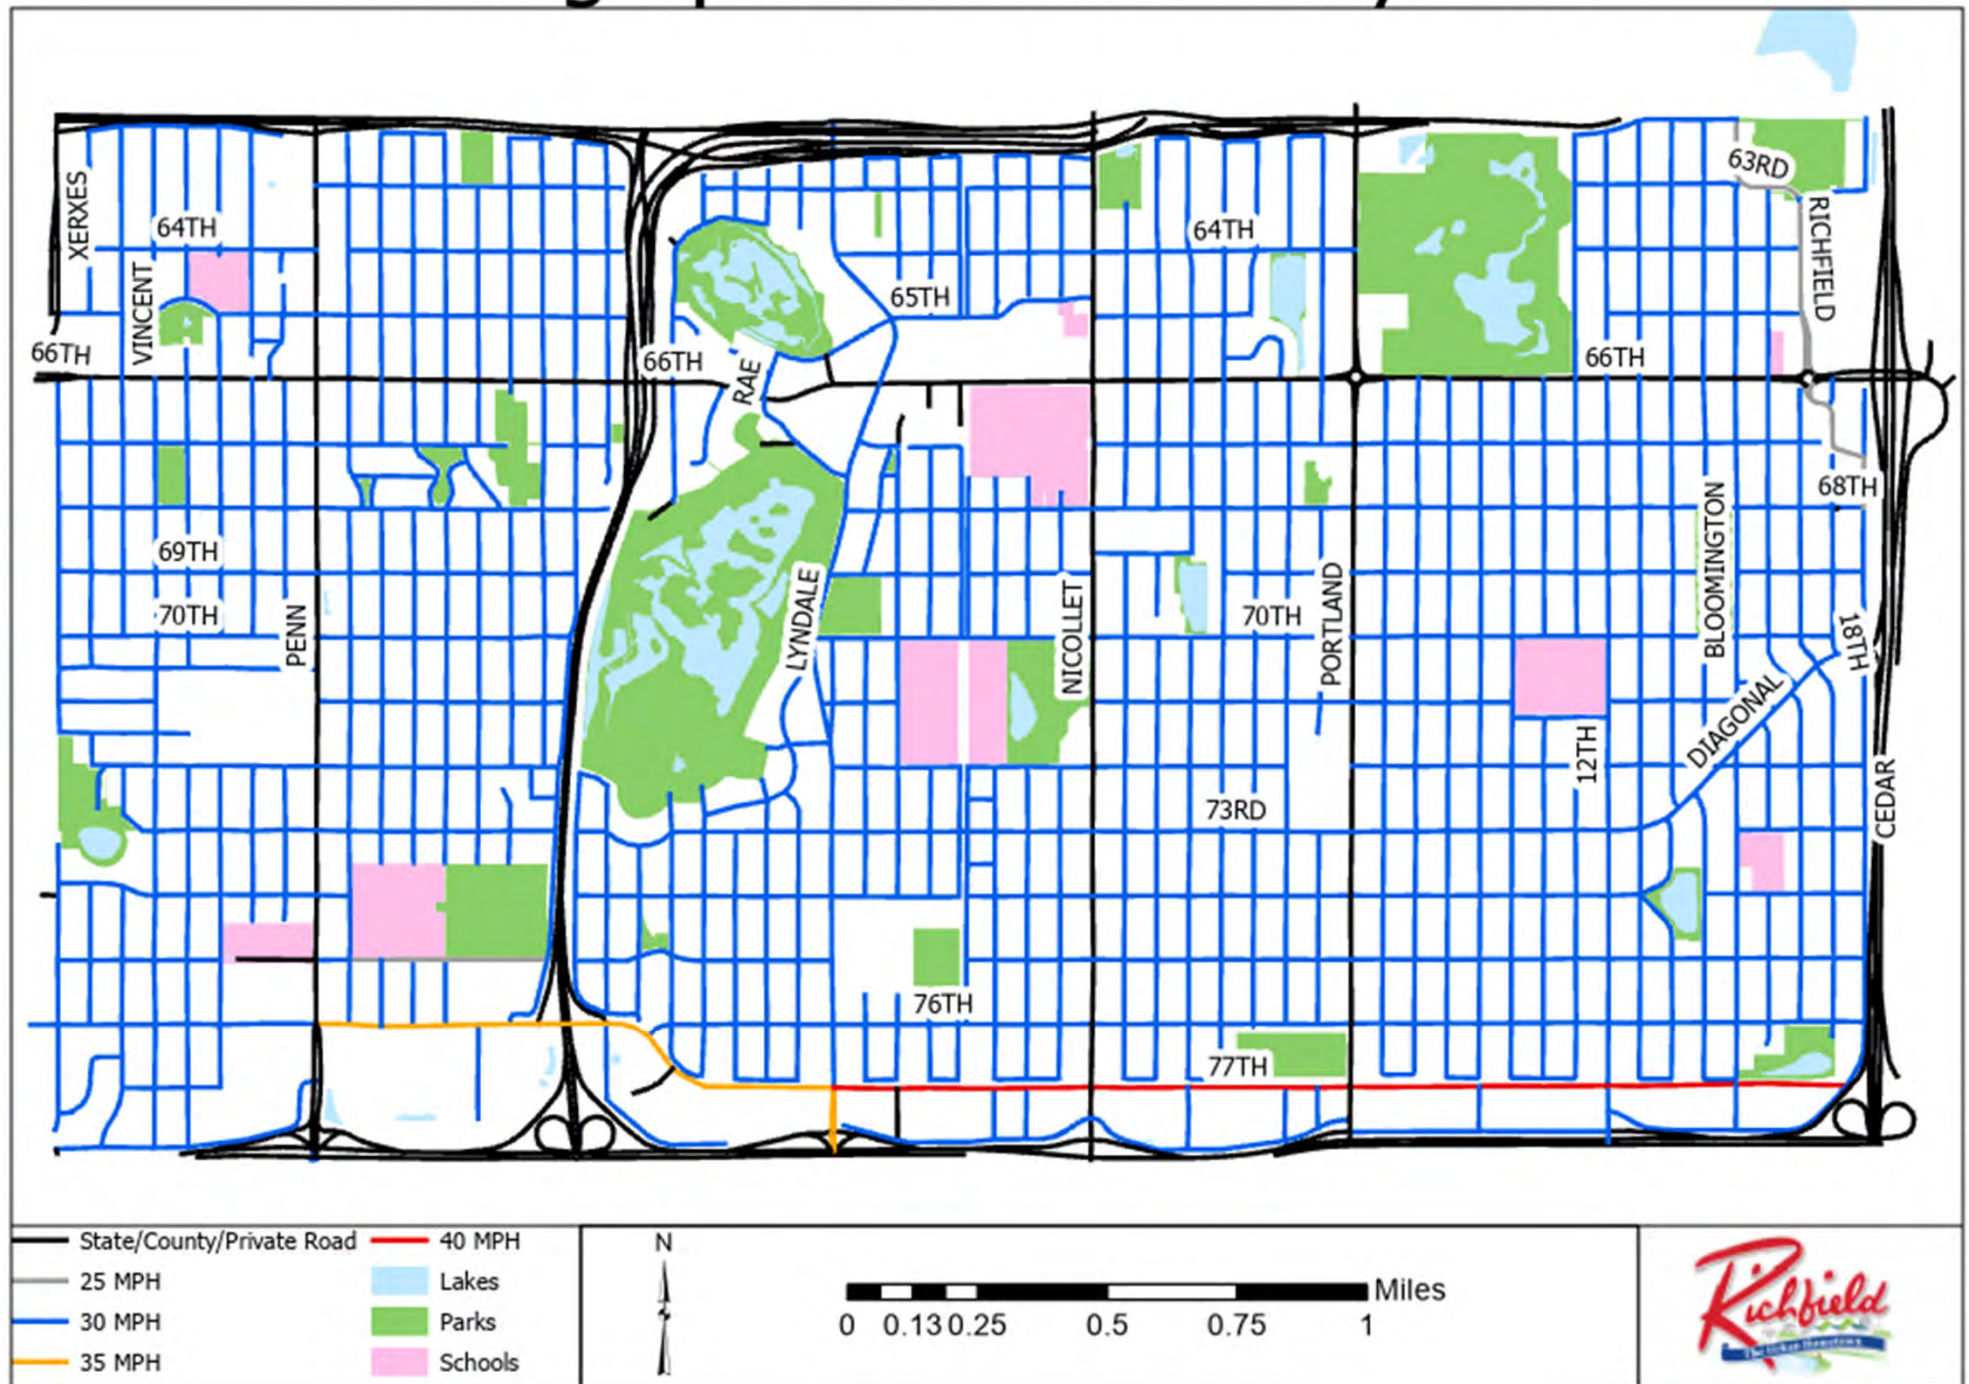 63RD
XERXES
64TH
64TH
RICHFIELD
VINCENT
65TH
66TH
66TH
RAE
66TH
68TH
BLOOMINGTON
69TH
LYNDALE
PORTLAND
NICOLLET
70TH
PENN
70TH
18TH
DIAGONAL
12TH
73RD
CEDAR
76TH
77TH
State/County/Private Road
25 MPH
30 MPH
35 MPH
40 MPH
Lakes
Parks
Schools
N
Miles
0 0.13 0.25 0.5 0.75 1
Richfield